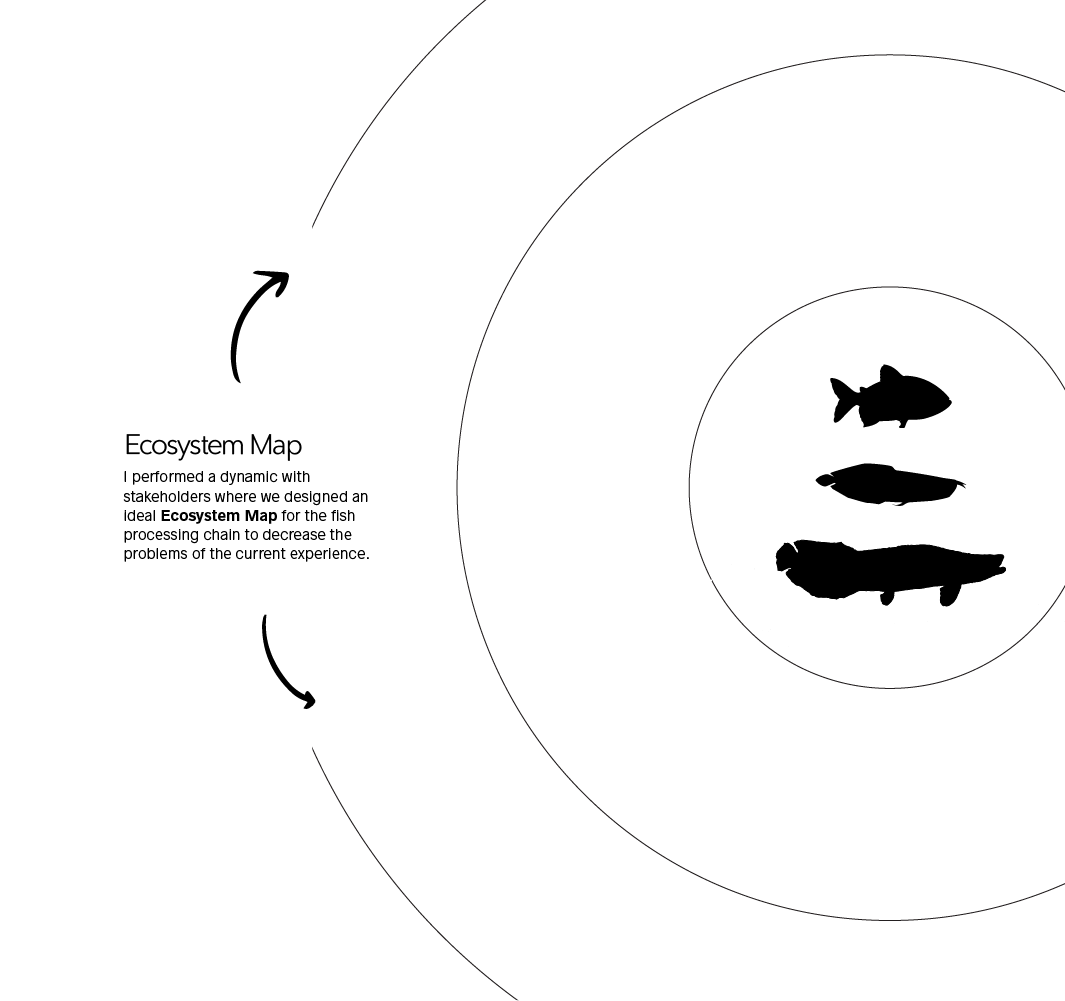 Ecosystem Map
I performed a dynamic with
stakeholders where we designed an
ideal Ecosystem Map for the fish
processing chain to decrease the
problems of the current experience.